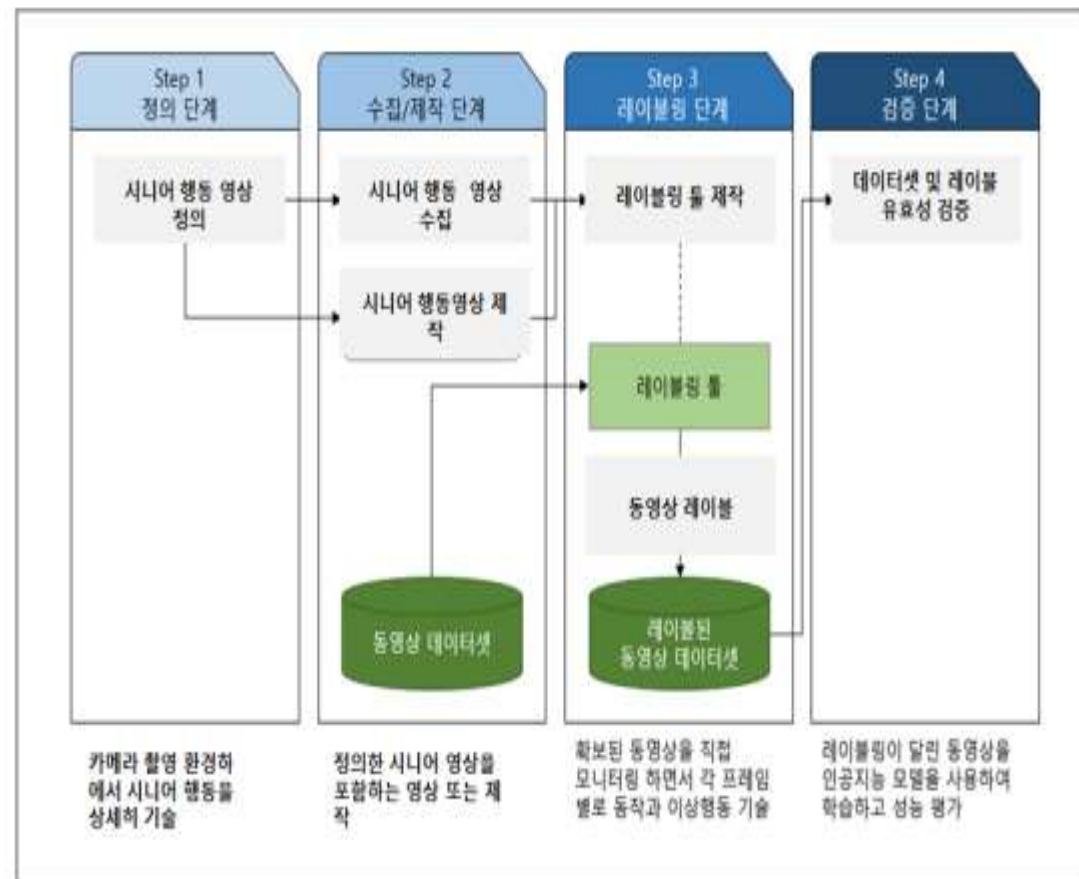 Step 1
정의 단계
시니어 행동 영상
정의
카메라 촬영 환경하
에서 시니어 행동을
상세히 기술
Step 2
수집/제작 단계
시니어 행동 영상
수집
시니어 행동영상 제
작
동영상 데이터셋
정의한 시니어 영상을
포함하는 영상 또는 제
작
Step 3
레이블링 단계
레이블링 툴 제작
레이블링 툴
동영상 레이블
레이블된
동영상 데이터셋
확보된 동영상을 직접
모니터링 하면서 각 프레임
별로 동작과 이상행동 기술
Step 4
검증 단계
데이터셋 및 레이블
유효성 검증
레이블링이 달린 동영상을
인공지능 모델을 사용하여
학습하고 성능 평가